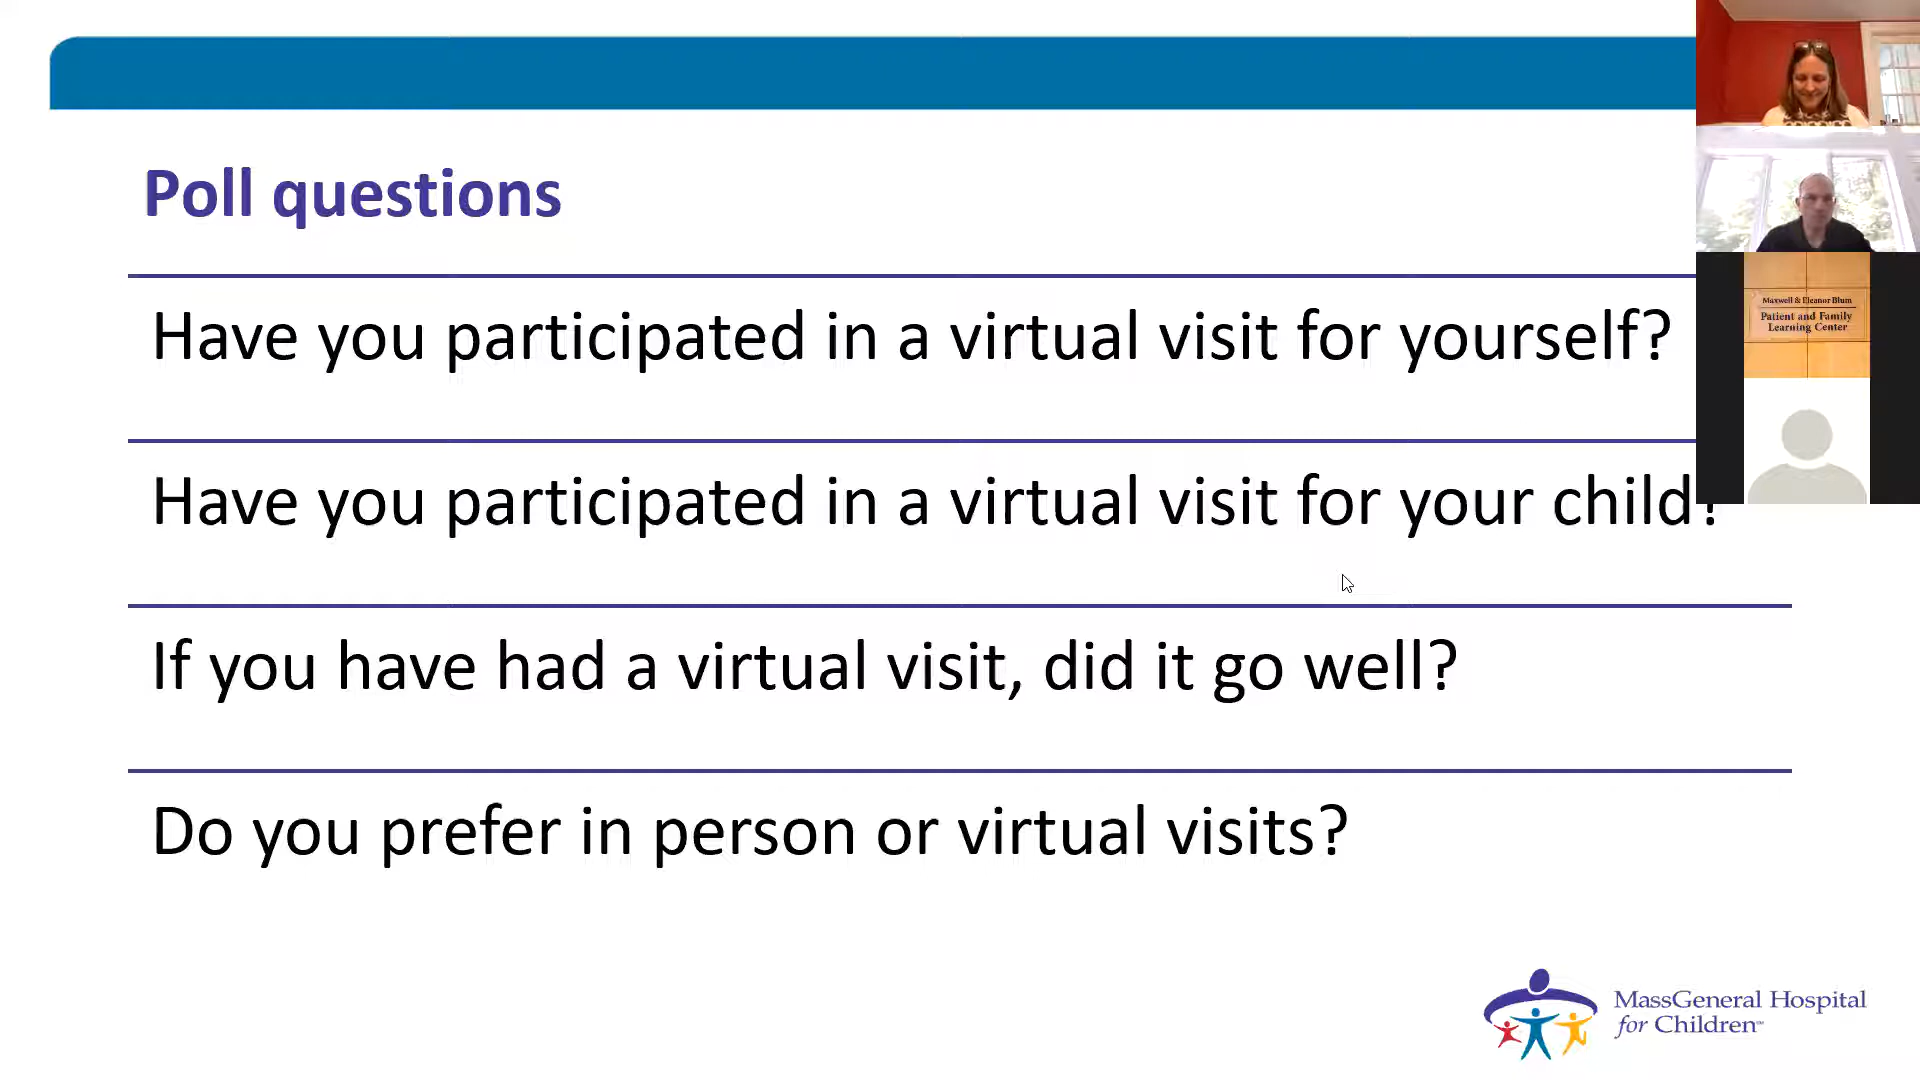 Poll questions
Have you participated in a virtual visit for yourself?
Have you participated in a virtual visit for your child?
If you have had a virtual visit, did it go well?
Do you prefer in person or virtual visits?
Maxwell & Eleanor Blum
Patient and Family
Learning Center
MassGeneral Hospital
for Children